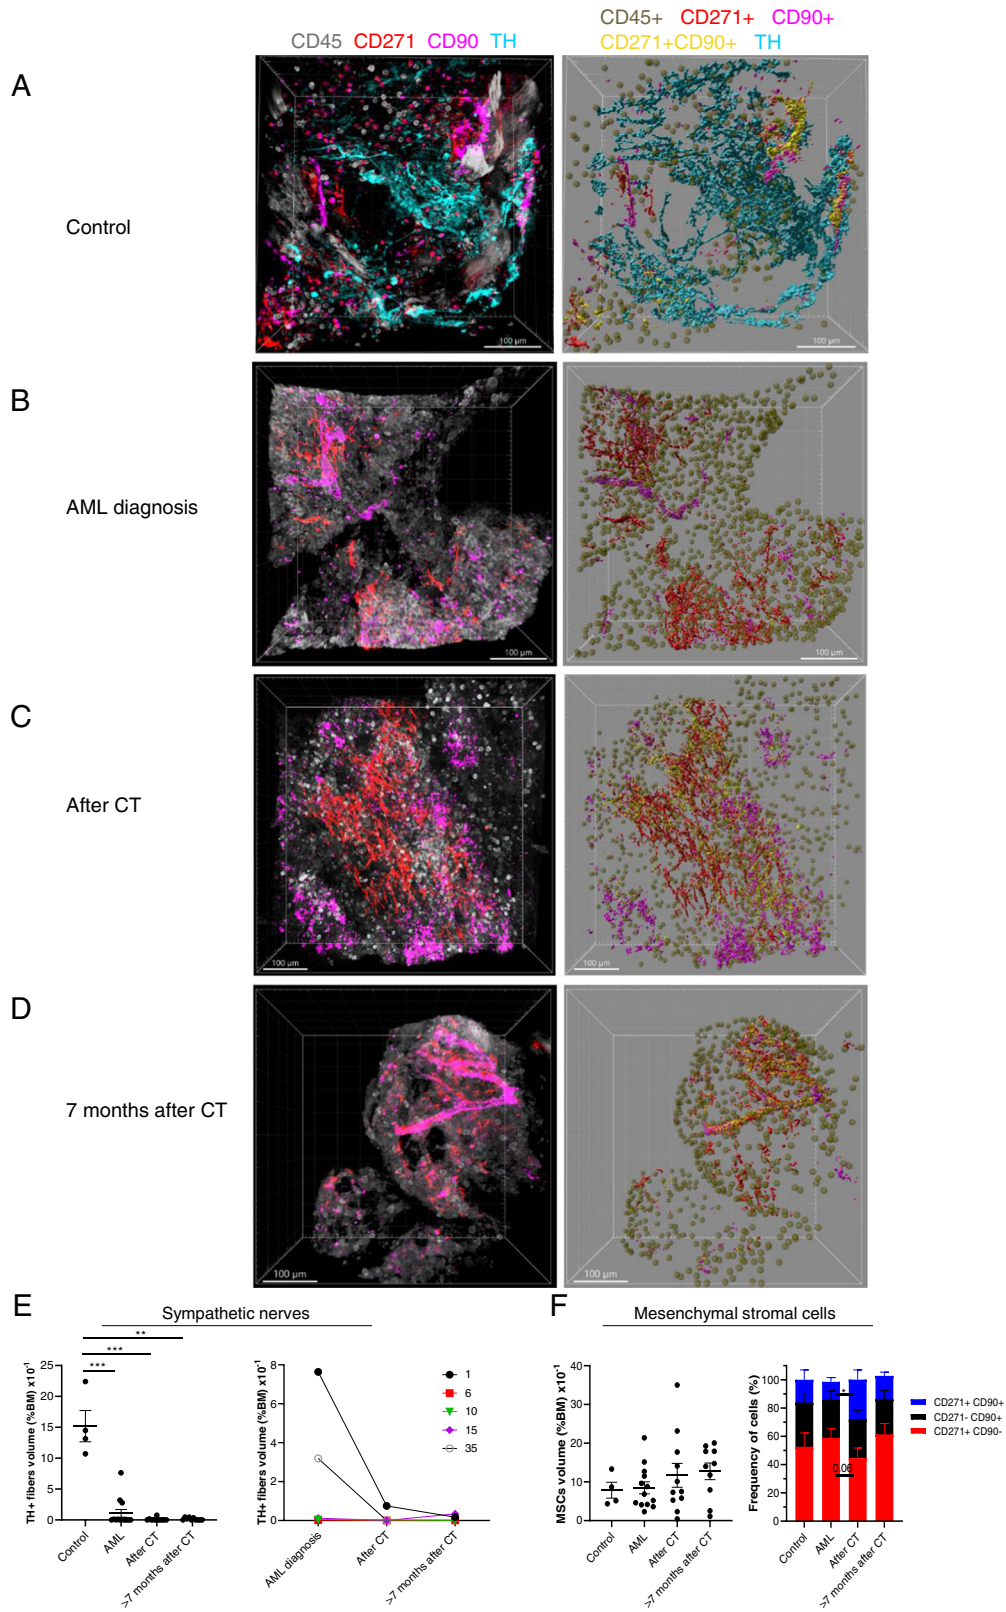 CD45 CD271 CD90 TH
CD45+ CD271+ CD90+
CD271+CD90+ TH
A
Control
100 µm
100 µm
B
AML diagnosis
100 µm
100 µm
C
After CT
100 µm
100 µm
D
7 months after CT
100 µm
100 µm
E
Sympathetic nerves
TH+ fibers volume (%BM) x10-1
25
20
15
10
5
0
**
***
***
Control
AML
After CT
>7 months after CT
TH+ fibers volume (%BM) x10-1
8
6
4
2
0
1
6
10
15
35
AML diagnosis
After CT
>7 months after CT
F
Mesenchymal stromal cells
MSCs volume (%BM) x10-1
40
30
20
10
0
Control
AML
After CT
>7 months after CT
Frequency of cells (%)
100
80
60
40
20
0
*
0.06
Control
AML
After CT
>7 months after CT
CD271+ CD90+
CD271- CD90+
CD271+ CD90-